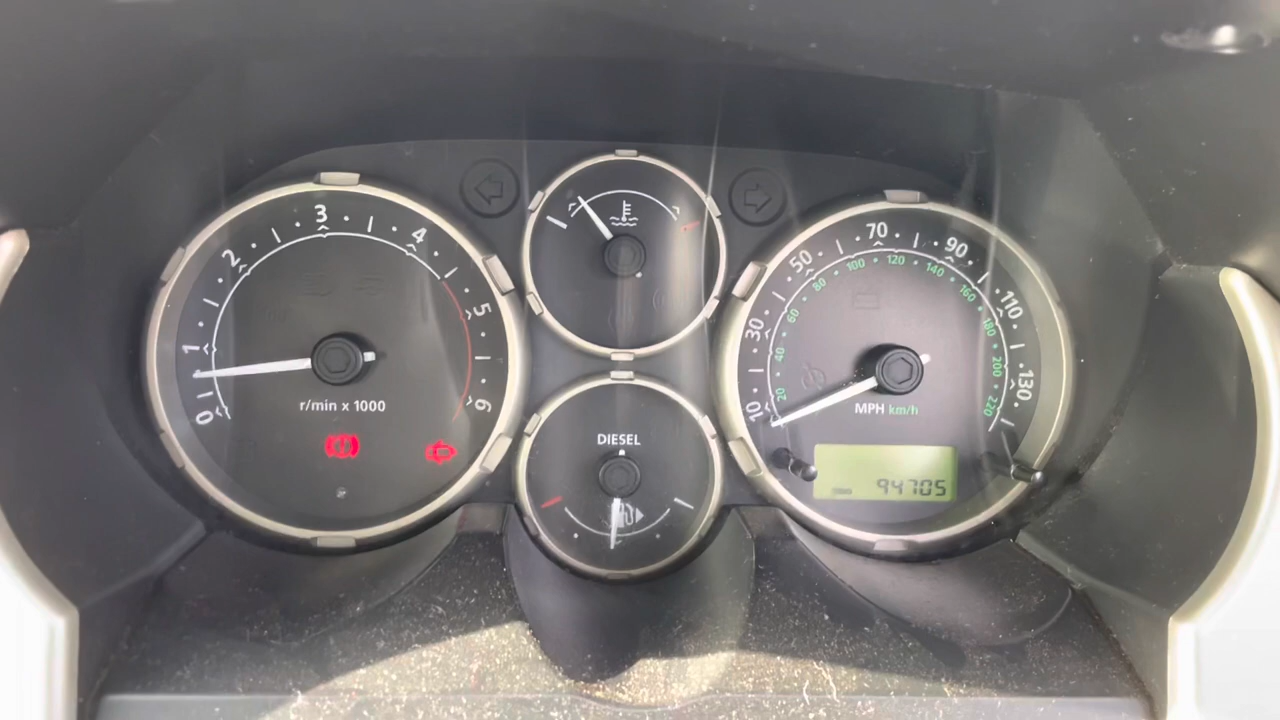 0 1 2 3 4 5 6
r/min x 1000
DIESEL
10 30 50 70 90 110 130
20 40 60 80 100 120 140 160 180 200 220
MPH km/h
94705